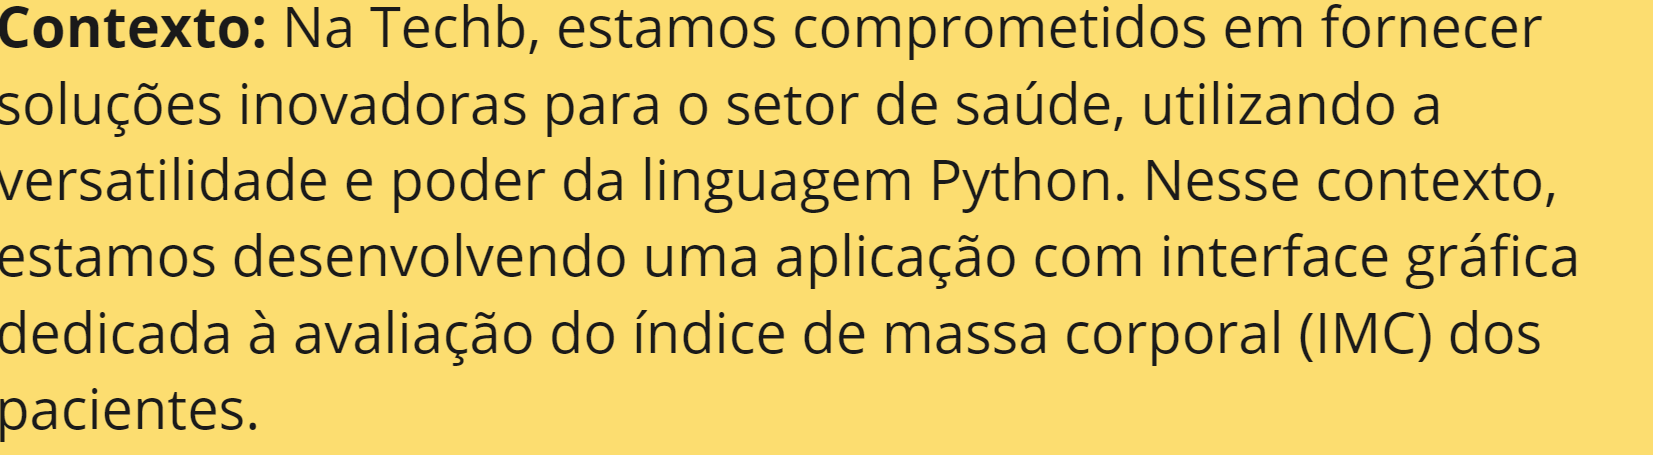 Contexto: Na Techb, estamos comprometidos em fornecer
soluções inovadoras para o setor de saúde, utilizando a
versatilidade e poder da linguagem Python. Nesse contexto,
estamos desenvolvendo uma aplicação com interface gráfica
dedicada à avaliação do índice de massa corporal (IMC) dos
pacientes.